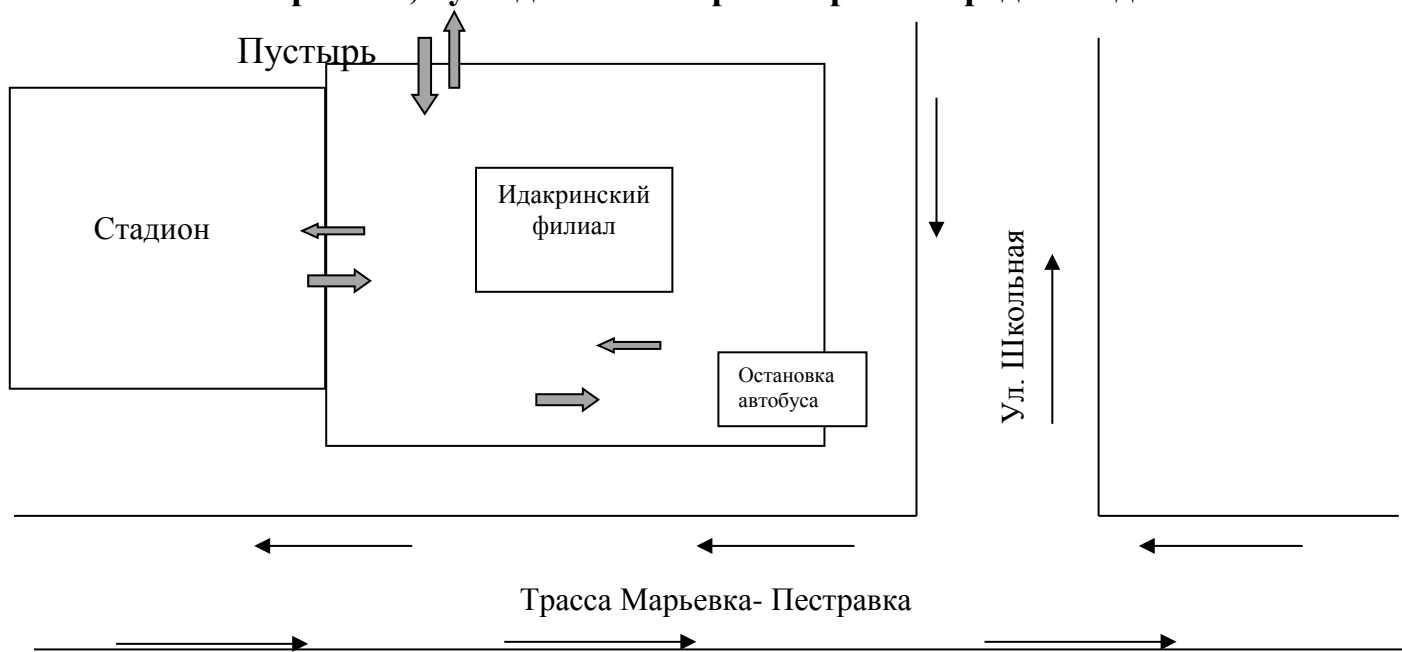 Пустырь
Идакринский
филиал
Стадион
Ул. Школьная
Остановка
автобуса
Трасса Марьевка- Пестравка